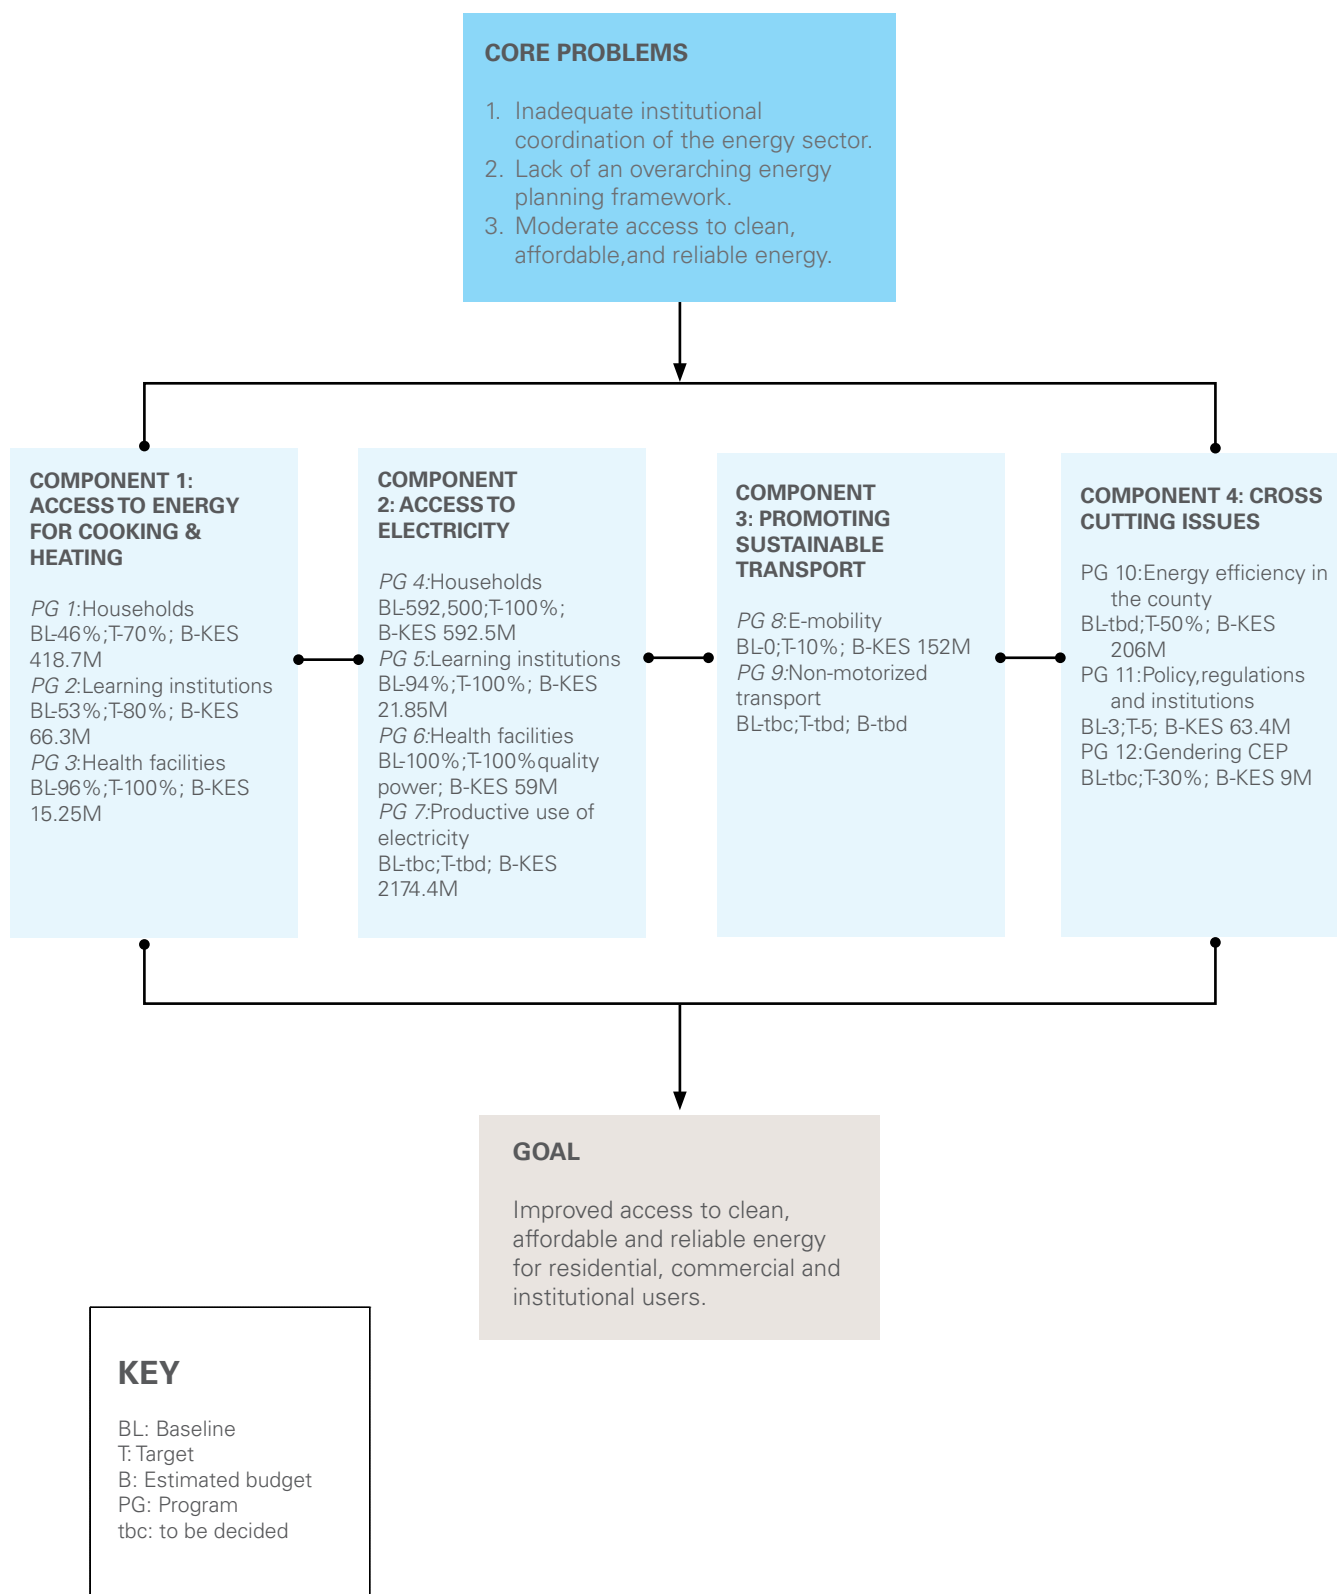 CORE PROBLEMS
1. Inadequate institutional
coordination of the energy sector.
2. Lack of an overarching energy
planning framework.
3. Moderate access to clean,
affordable,and reliable energy.
COMPONENT 1:
ACCESS TO ENERGY
FOR COOKING &
HEATING
PG 1:Households
BL-46%;T-70%; B-KES
418.7M
PG 2:Learning institutions
BL-53%;T-80%; B-KES
66.3M
PG 3:Health facilities
BL-96%;T-100%; B-KES
15.25M
COMPONENT
2: ACCESS TO
ELECTRICITY
PG 4:Households
BL-592,500;T-100%;
B-KES 592.5M
PG 5:Learning institutions
BL-94%;T-100%; B-KES
21.85M
PG 6:Health facilities
BL-100%;T-100%quality
power; B-KES 59M
PG 7:Productive use of
electricity
BL-tbc;T-tbd; B-KES
2174.4M
COMPONENT
3: PROMOTING
SUSTAINABLE
TRANSPORT
PG 8:E-mobility
BL-0;T-10%; B-KES 152M
PG 9:Non-motorized
transport
BL-tbc;T-tbd; B-tbd
COMPONENT 4: CROSS
CUTTING ISSUES
PG 10:Energy efficiency in
the county
BL-tbd;T-50%; B-KES
206M
PG 11:Policy,regulations
and institutions
BL-3;T-5; B-KES 63.4M
PG 12:Gendering CEP
BL-tbc;T-30%; B-KES 9M
GOAL
Improved access to clean,
affordable and reliable energy
for residential, commercial and
institutional users.
KEY
BL: Baseline
T: Target
B: Estimated budget
PG: Program
tbc: to be decided